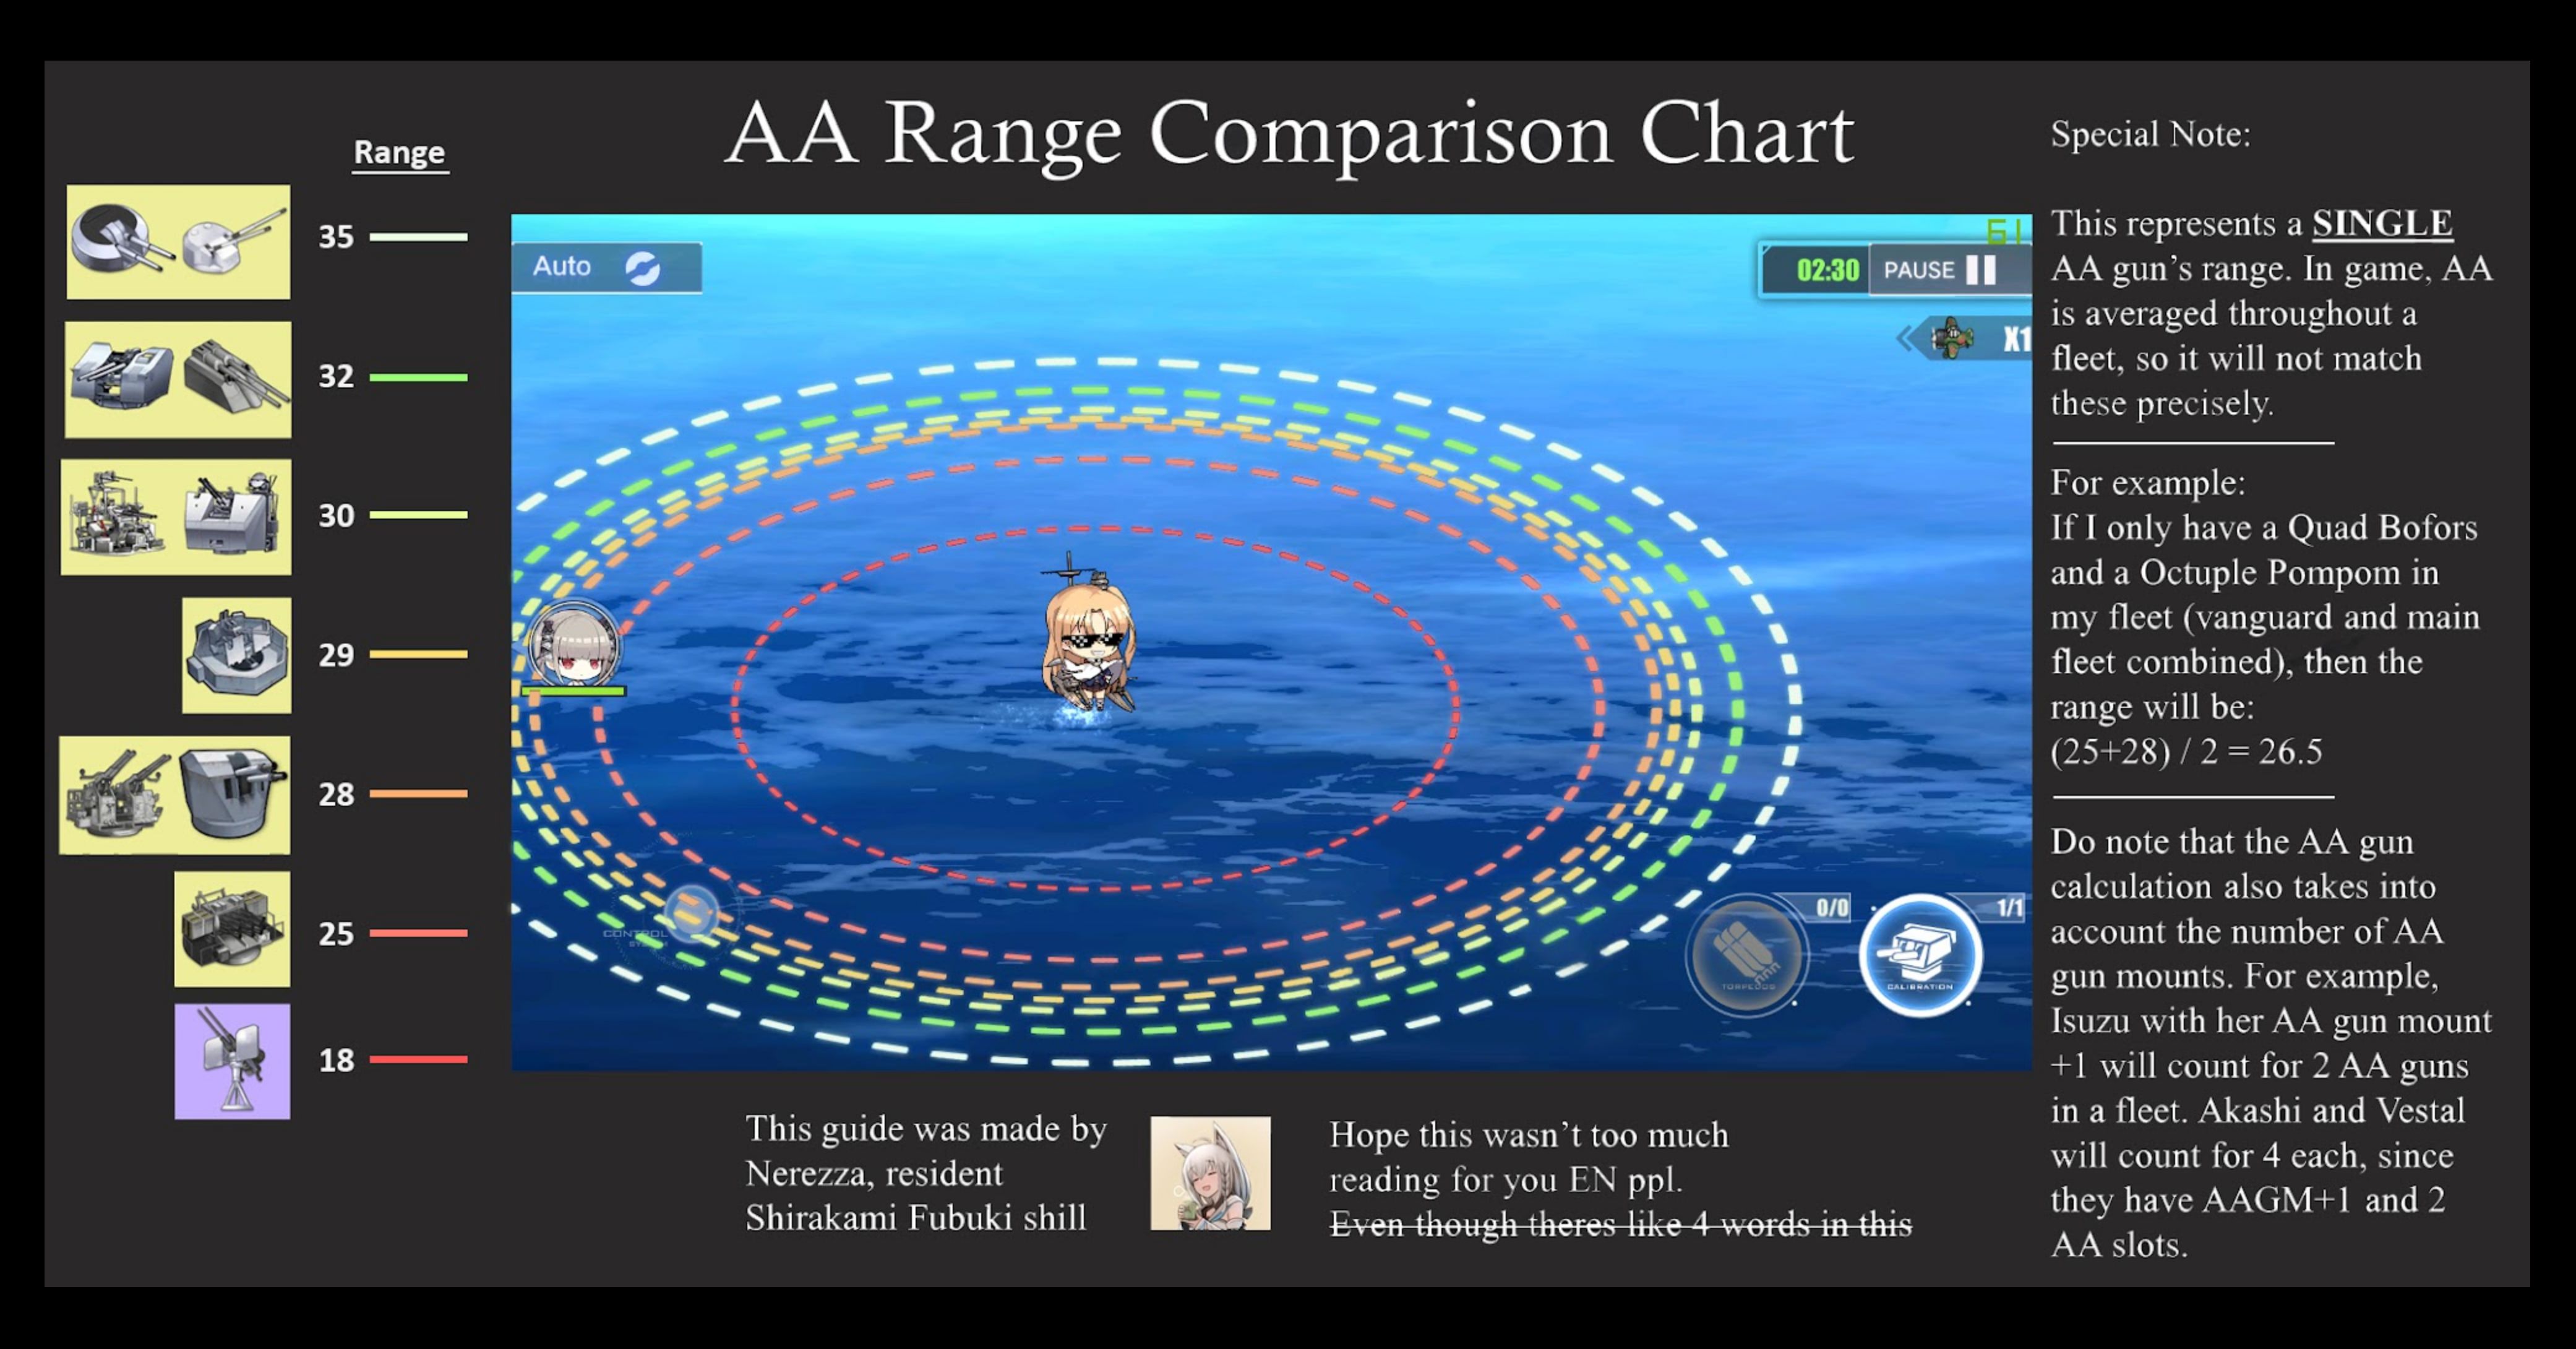 AA Range Comparison Chart
Range
35
32
30
29
28
25
18
Auto
61
02:30
PAUSE
X1
CONTROL
SYSTEM
0/0
TORPEDOS
1/1
CALIBRATION
Special Note:
This represents a SINGLE
AA gun's range. In game, AA
is averaged throughout a
fleet, so it will not match
these precisely.
For example:
If I only have a Quad Bofors
and a Octuple Pompom in
my fleet (vanguard and main
fleet combined), then the
range will be:
(25+28) / 2 = 26.5
Do note that the AA gun
calculation also takes into
account the number of AA
gun mounts. For example,
Isuzu with her AA gun mount
+1 will count for 2 AA guns
in a fleet. Akashi and Vestal
will count for 4 each, since
they have AAGM+1 and 2
AA slots.
This guide was made by
Nerezza, resident
Shirakami Fubuki shill
Hope this wasn't too much
reading for you EN ppl.
Even though theres like 4 words in this